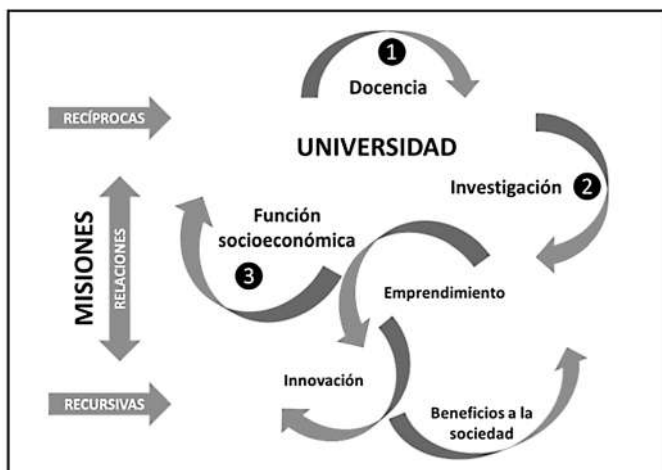 1
Docencia
RECÍPROCAS
UNIVERSIDAD
Investigación 2
Función
socioeconómica
3
MISIONES
RELACIONES
Emprendimiento
Innovación
RECURSIVAS
Beneficios a la
sociedad